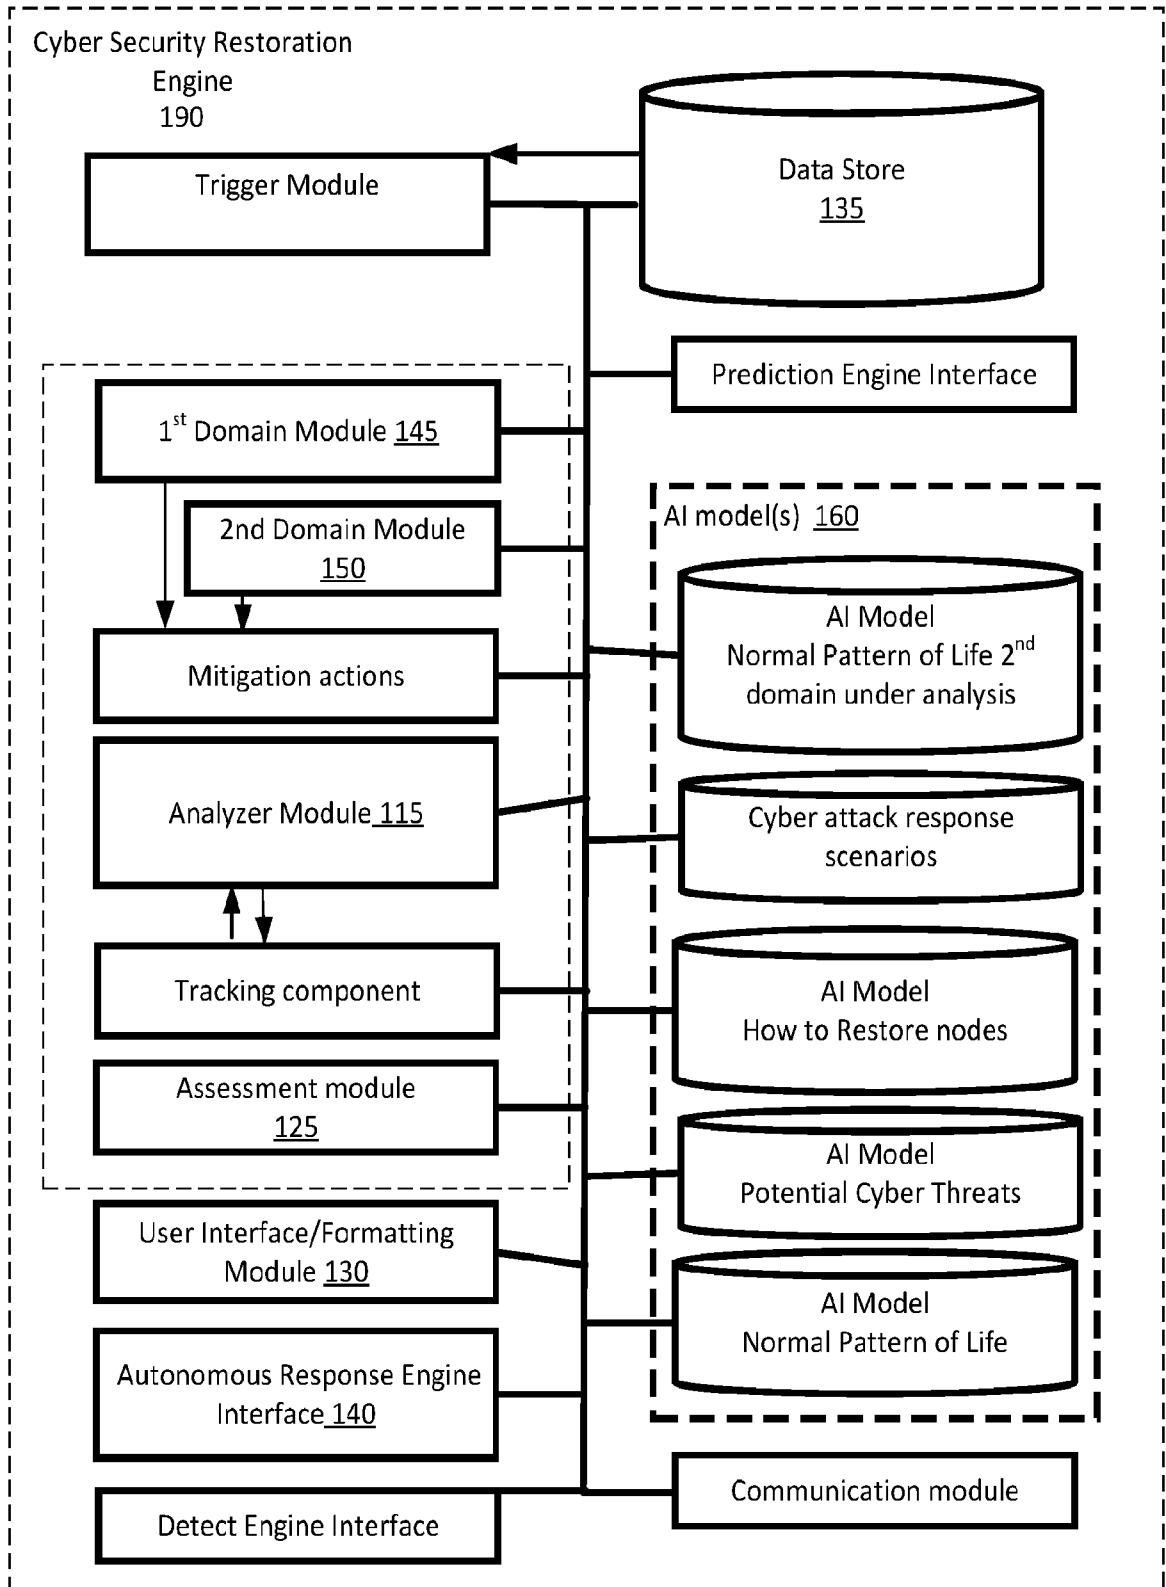 Cyber Security Restoration
Engine
190
Trigger Module
Data Store
135
Prediction Engine Interface
1st Domain Module 145
2nd Domain Module
150
Mitigation actions
Analyzer Module 115
Tracking component
Assessment module
125
User Interface/Formatting
Module 130
Autonomous Response Engine
Interface 140
Detect Engine Interface
AI model(s) 160
AI Model
Normal Pattern of Life 2nd
domain under analysis
Cyber attack response
scenarios
AI Model
How to Restore nodes
AI Model
Potential Cyber Threats
AI Model
Normal Pattern of Life
Communication module